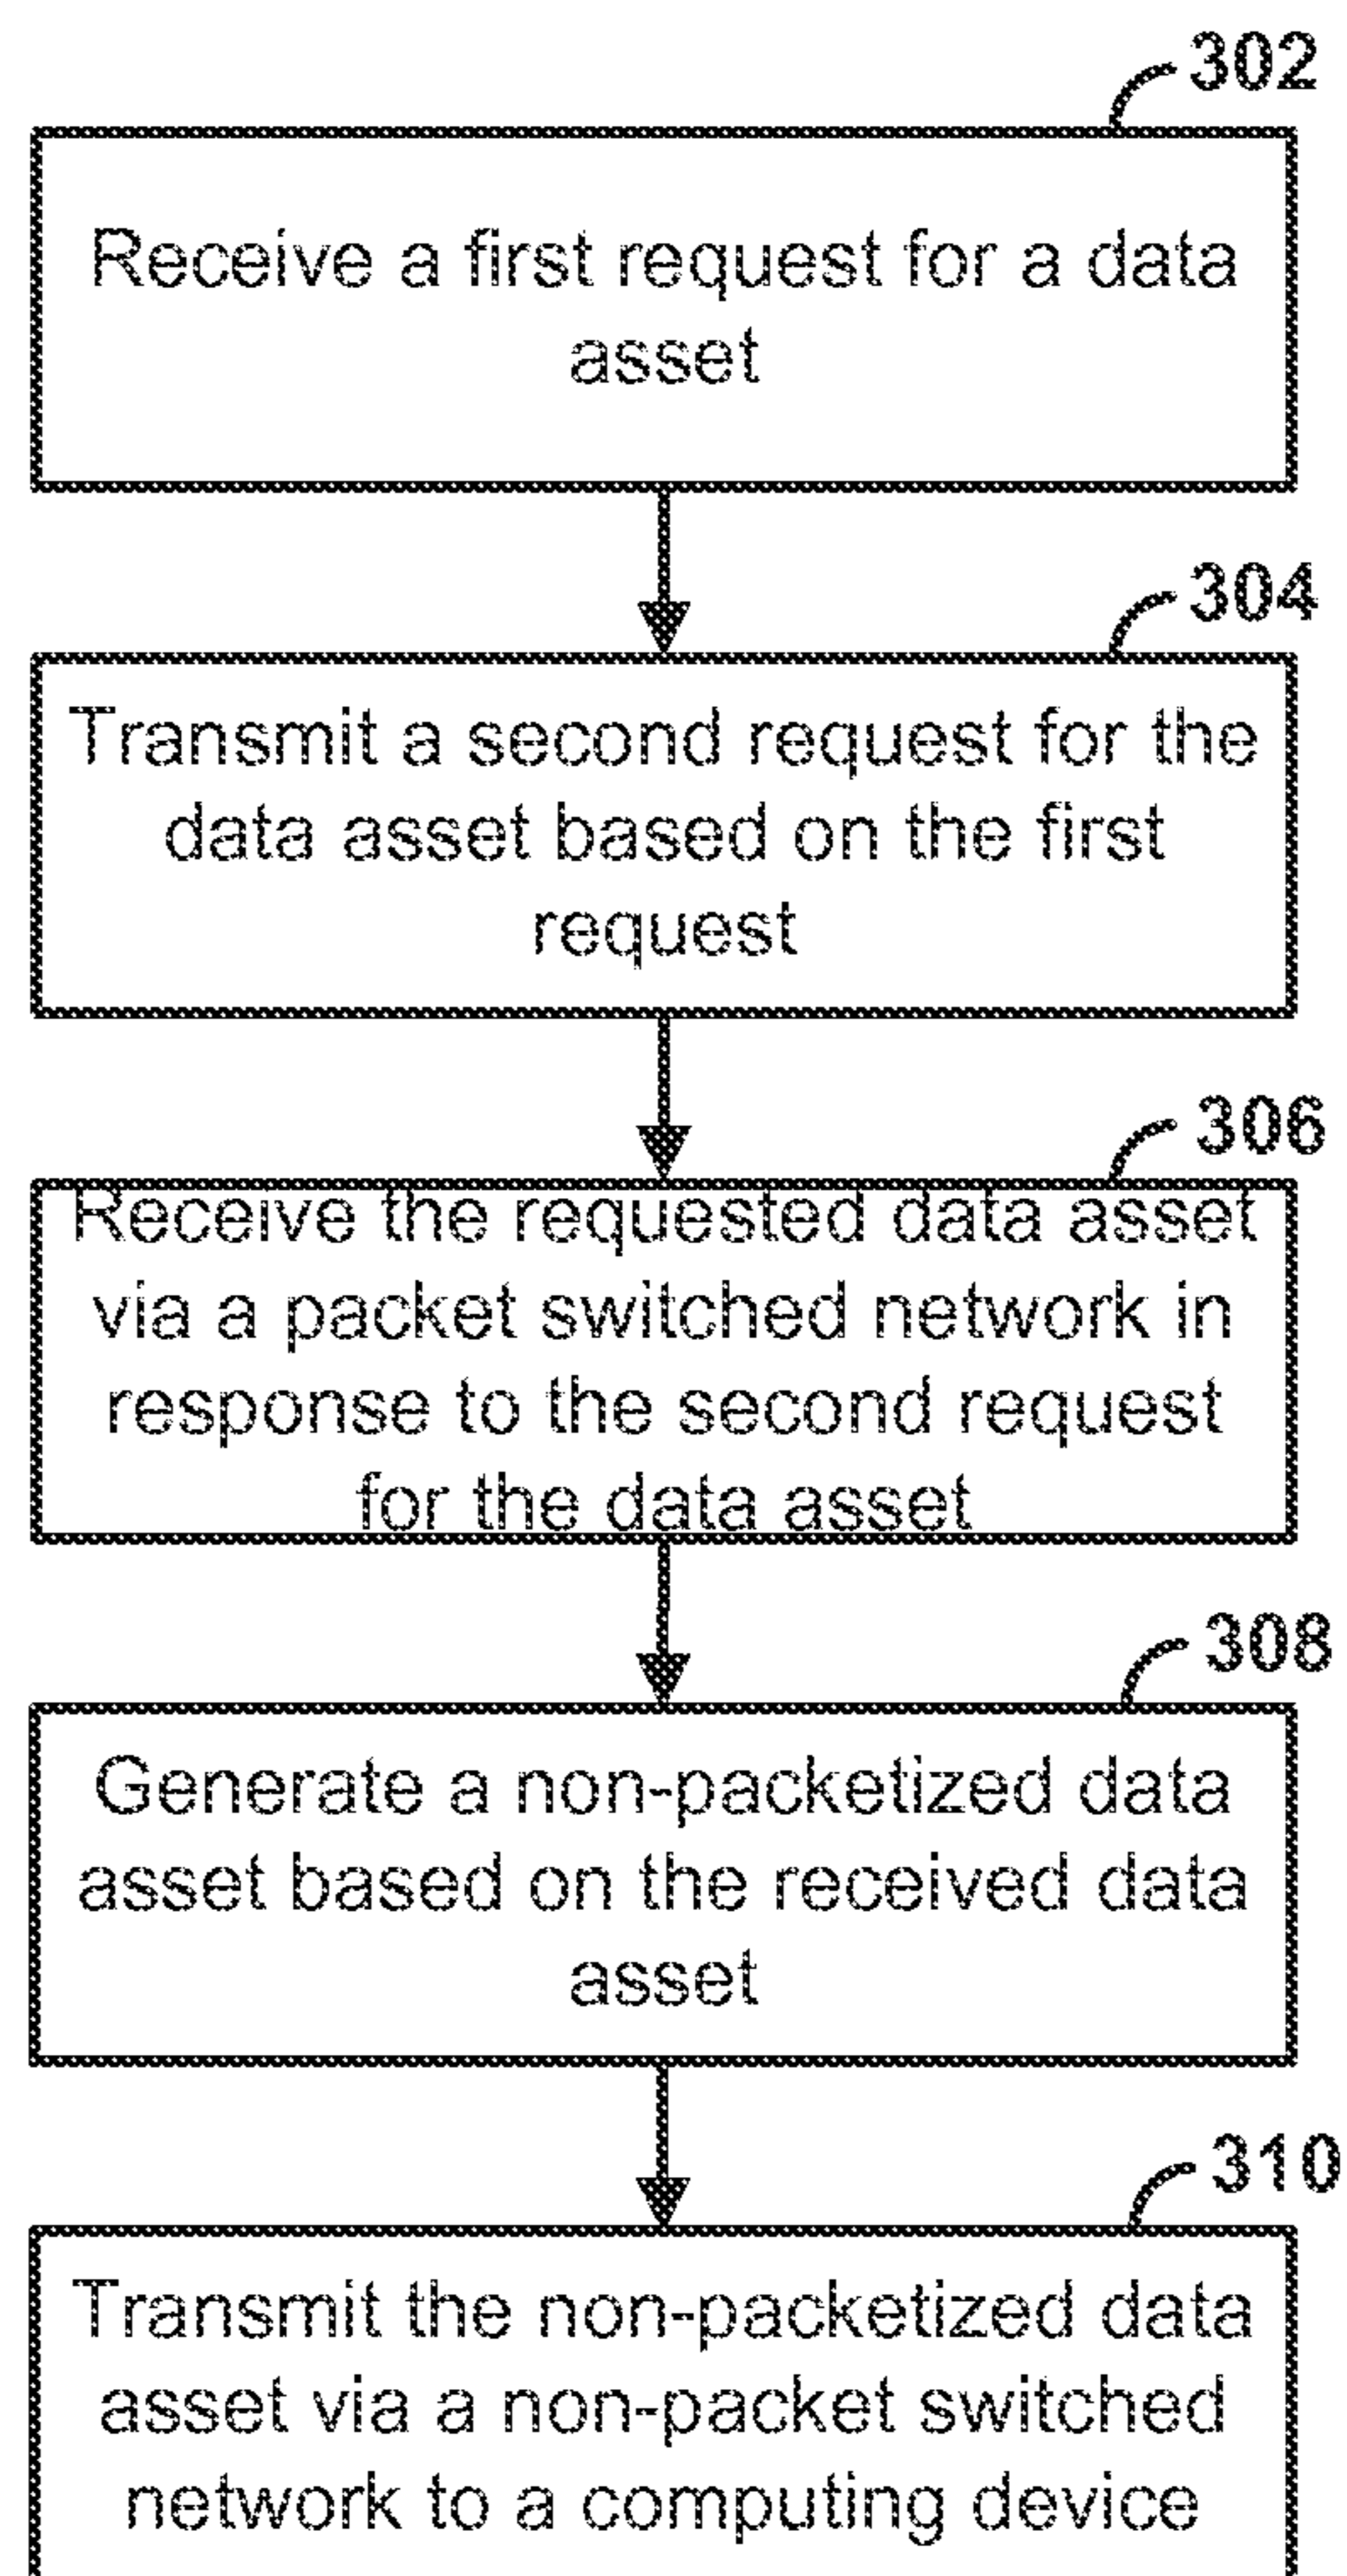 302
Receive a first request for a data
asset
304
Transmit a second request for the
data asset based on the first
request
306
Receive the requested data asset
via a packet switched network in
response to the second request
for the data asset
308
Generate a non-packetized data
asset based on the received data
asset
310
Transmit the non-packetized data
asset via a non-packet switched
network to a computing device